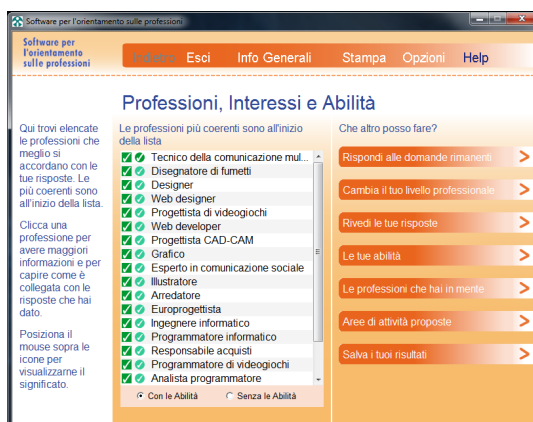 Software per l'orientamento sulle professioni
Software per
l'orientamento
sulle professioni
Indietro Esci Info Generali Stampa Opzioni Help
Professioni, Interessi e Abilità
Qui trovi elencate
le professioni che
meglio si
accordano con le
tue risposte. Le
più coerenti sono
all'inizio della lista.
Clicca una
professione per
avere maggiori
informazioni e per
capire come è
collegata con le
risposte che hai
dato.
Posiziona il
mouse sopra le
icone per
visualizzarne il
significato.
Le professioni più coerenti sono all'inizio
della lista
Tecnico della comunicazione mul...
Disegnatore di fumetti
Designer
Web designer
Progettista di videogiochi
Web developer
Progettista CAD-CAM
Grafico
Esperto in comunicazione sociale
Illustratore
Arredatore
Europrogettista
Ingegnere informatico
Programmatore informatico
Responsabile acquisti
Programmatore di videogiochi
Analista programmatore
Con le Abilità Senza le Abilità
Che altro posso fare?
Rispondi alle domande rimanenti
Cambia il tuo livello professionale
Rivedi le tue risposte
Le tue abilità
Le professioni che hai in mente
Aree di attività proposte
Salva i tuoi risultati